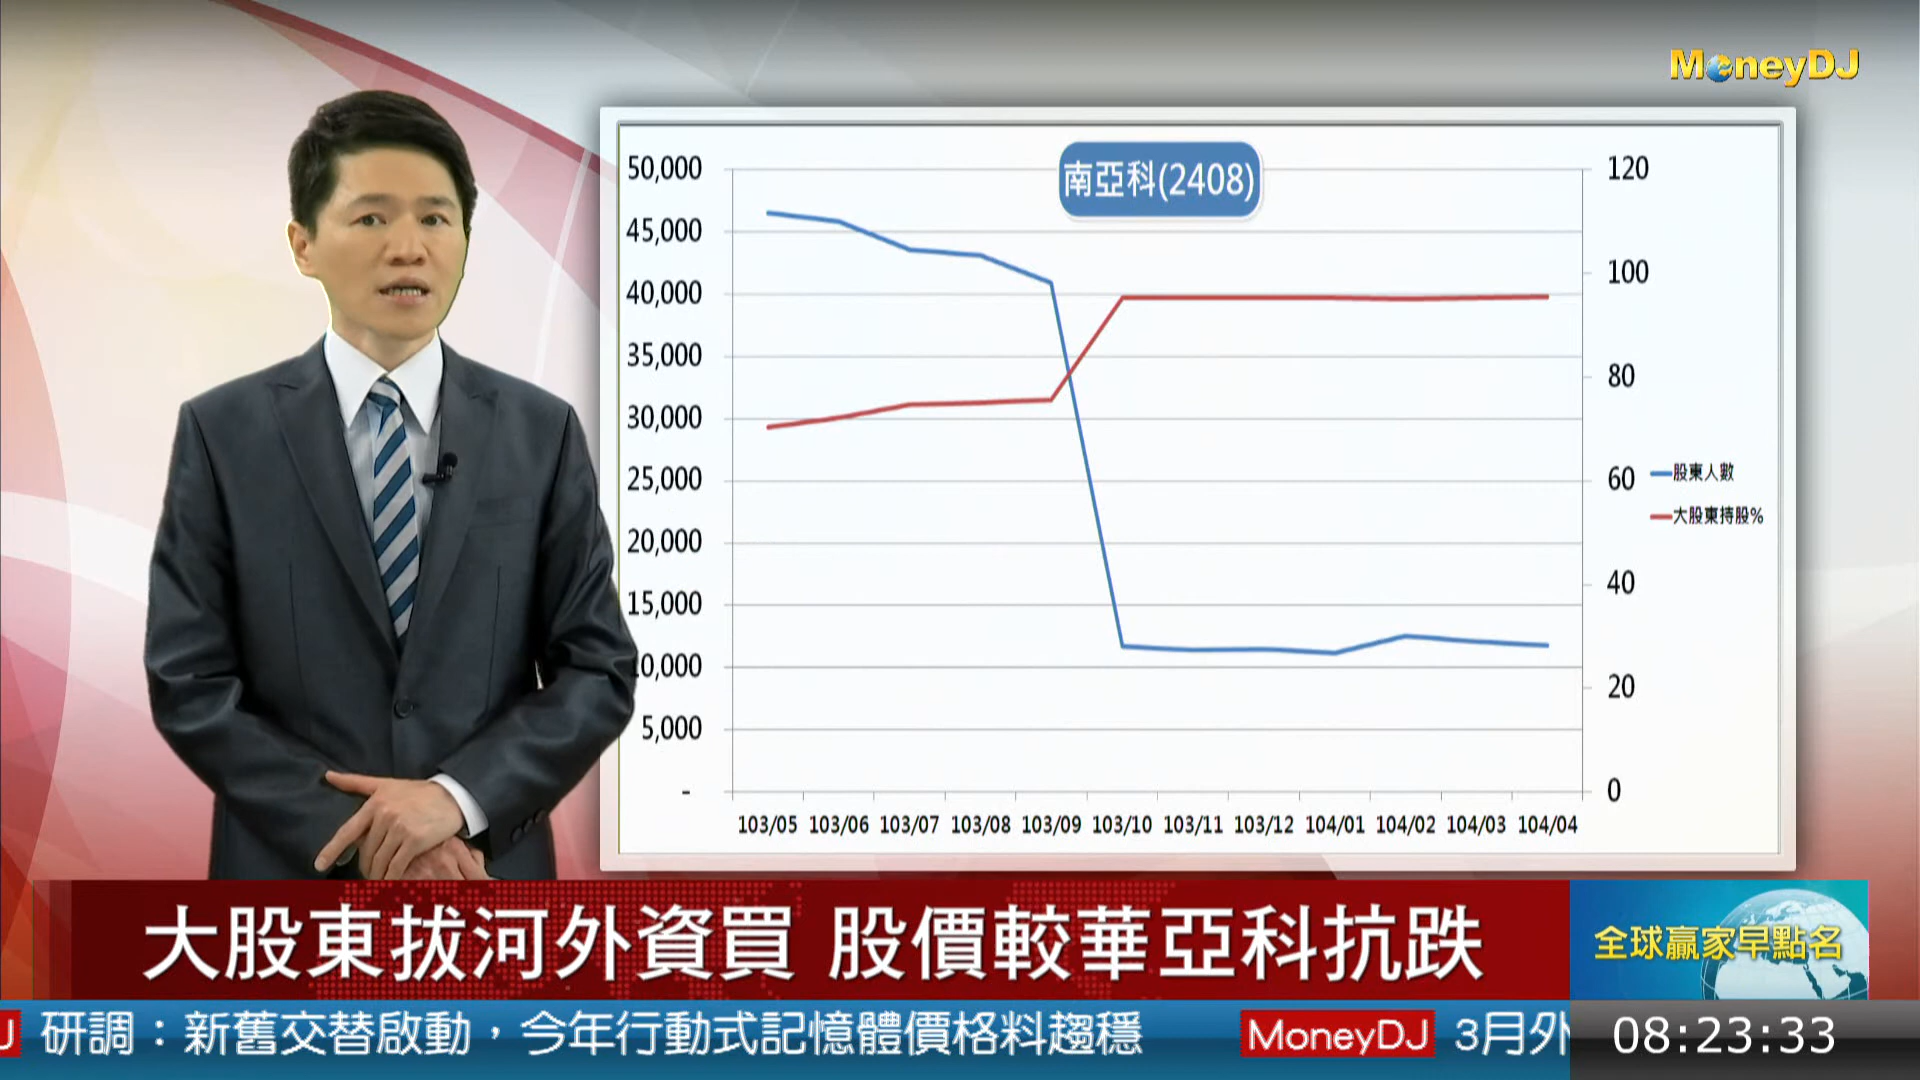 MoneyDJ
南亞科(2408)
50,000
45,000
40,000
35,000
30,000
25,000
20,000
15,000
10,000
5,000
-
120
100
80
60
40
20
0
股東人數
大股東持股%
103/05 103/06 103/07 103/08 103/09 103/10 103/11 103/12 104/01 104/02 104/03 104/04
大股東拔河外資買 股價較華亞科抗跌
全球贏家早點名
J 研調：新舊交替啟動，今年行動式記憶體價格料趨穩 MoneyDJ 3月外
08:23:33